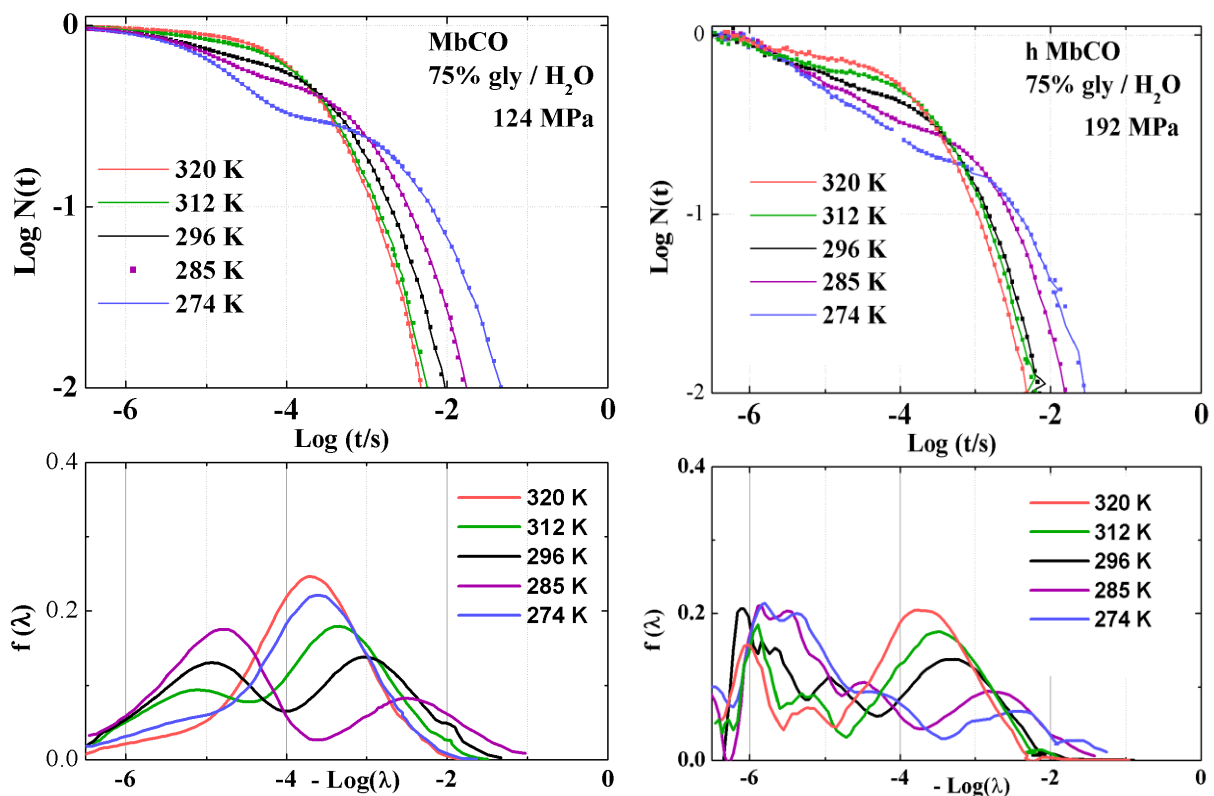 0
-1
-2
Log N(t)
MbCO
75% gly / H2O
124 MPa
320 K
312 K
296 K
285 K
274 K
-6
-4
-2
0
Log (t/s)
0
-1
-2
Log N(t)
h MbCO
75% gly / H2O
192 MPa
320 K
312 K
296 K
285 K
274 K
-6
-4
-2
0
Log (t/s)
0.4
0.2
0.0
f (λ)
320 K
312 K
296 K
285 K
274 K
-6
-4
-2
0
- Log(λ)
0.4
0.2
0.0
f (λ)
320 K
312 K
296 K
285 K
274 K
-6
-4
-2
0
- Log(λ)